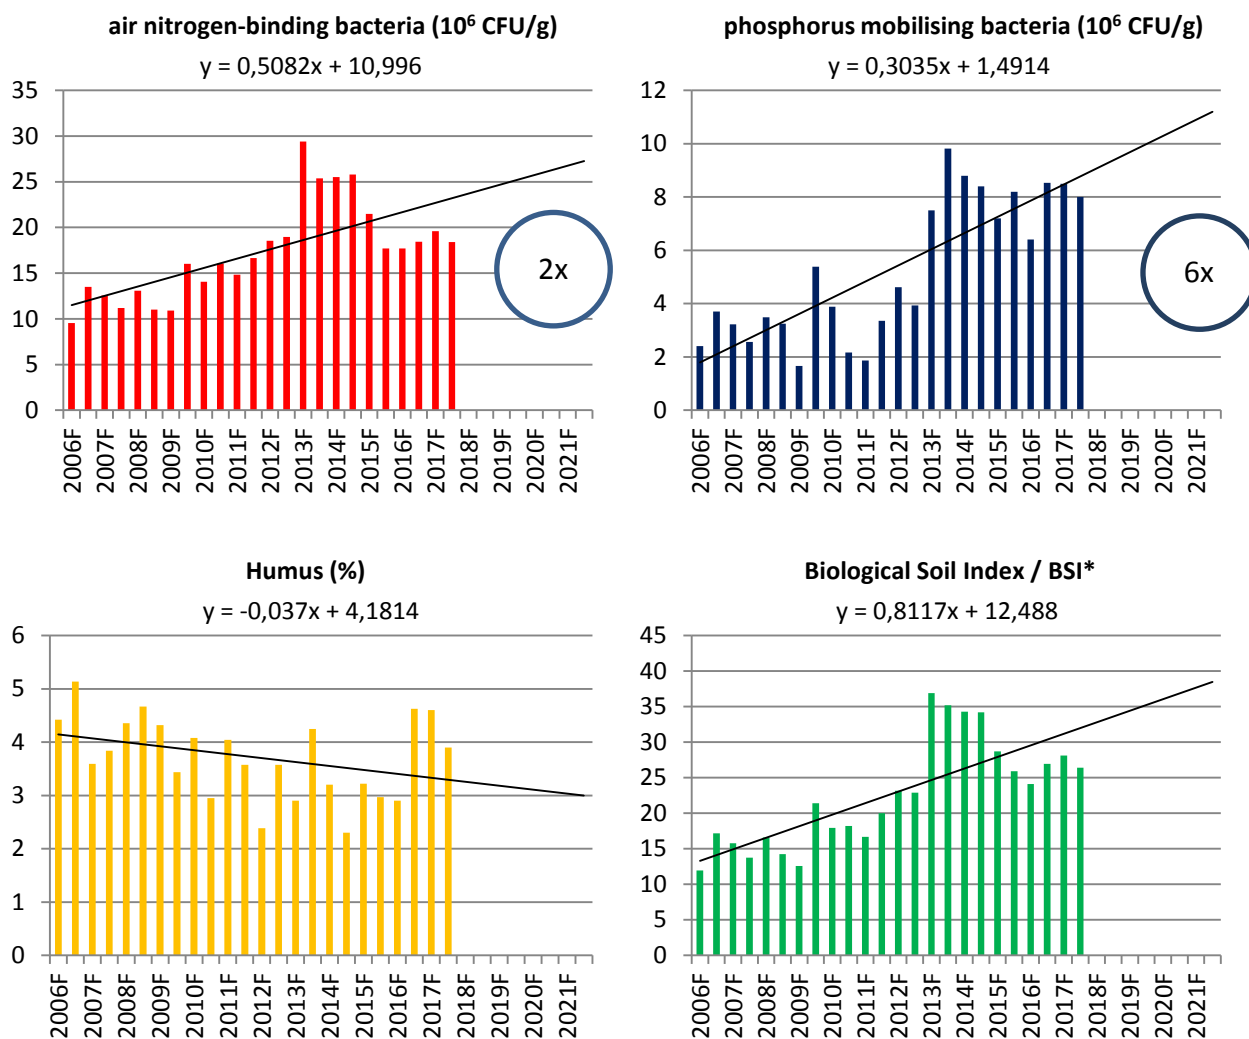 air nitrogen-binding bacteria (10⁶ CFU/g)
y = 0,5082x + 10,996
35
30
25
20
15
10
5
0
2x
2006F
2007F
2008F
2009F
2010F
2011F
2012F
2013F
2014F
2015F
2016F
2017F
2018F
2019F
2020F
2021F
phosphorus mobilising bacteria (10⁶ CFU/g)
y = 0,3035x + 1,4914
12
10
8
6
4
2
0
6x
2006F
2007F
2008F
2009F
2010F
2011F
2012F
2013F
2014F
2015F
2016F
2017F
2018F
2019F
2020F
2021F
Humus (%)
y = -0,037x + 4,1814
6
5
4
3
2
1
0
2006F
2007F
2008F
2009F
2010F
2011F
2012F
2013F
2014F
2015F
2016F
2017F
2018F
2019F
2020F
2021F
Biological Soil Index / BSI*
y = 0,8117x + 12,488
45
40
35
30
25
20
15
10
5
0
2006F
2007F
2008F
2009F
2010F
2011F
2012F
2013F
2014F
2015F
2016F
2017F
2018F
2019F
2020F
2021F